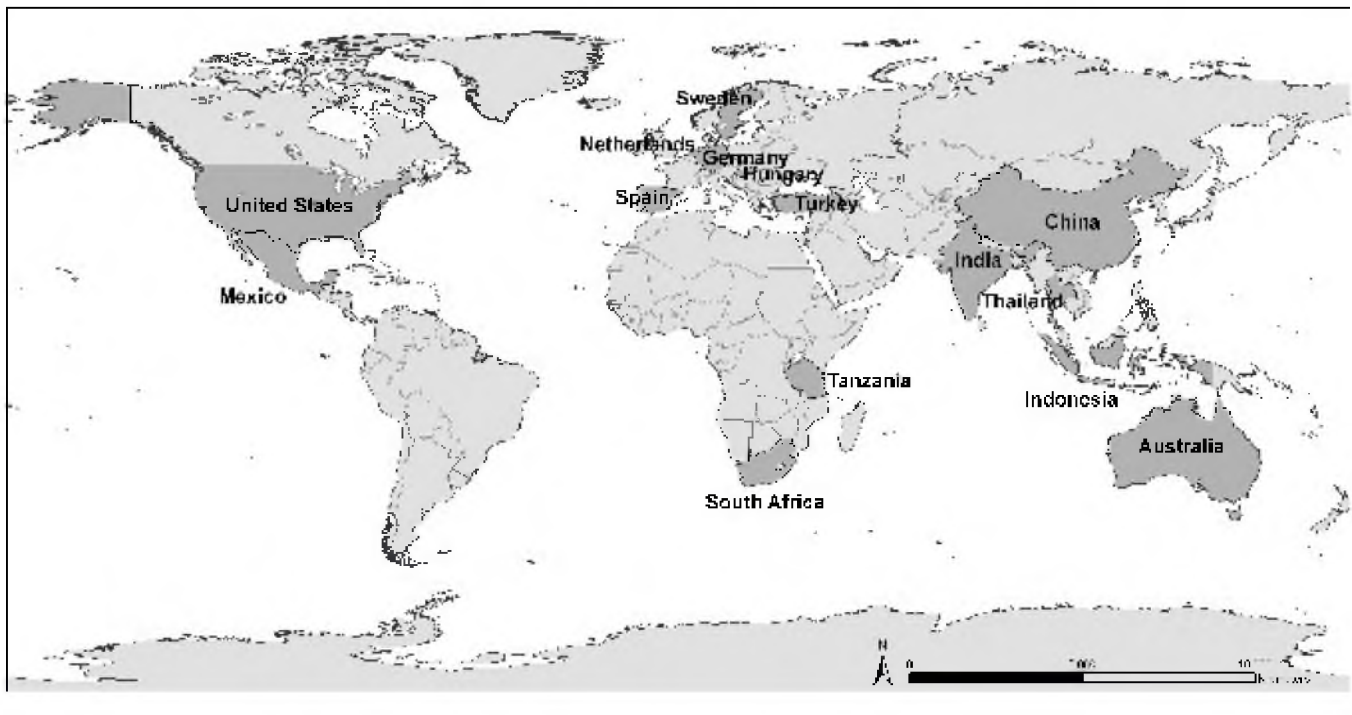 Sweden
Netherlands
Germany
Hungary
Spain
Turkey
United States
China
India
Mexico
Thailand
Tanzania
Indonesia
Australia
South Africa
N
0